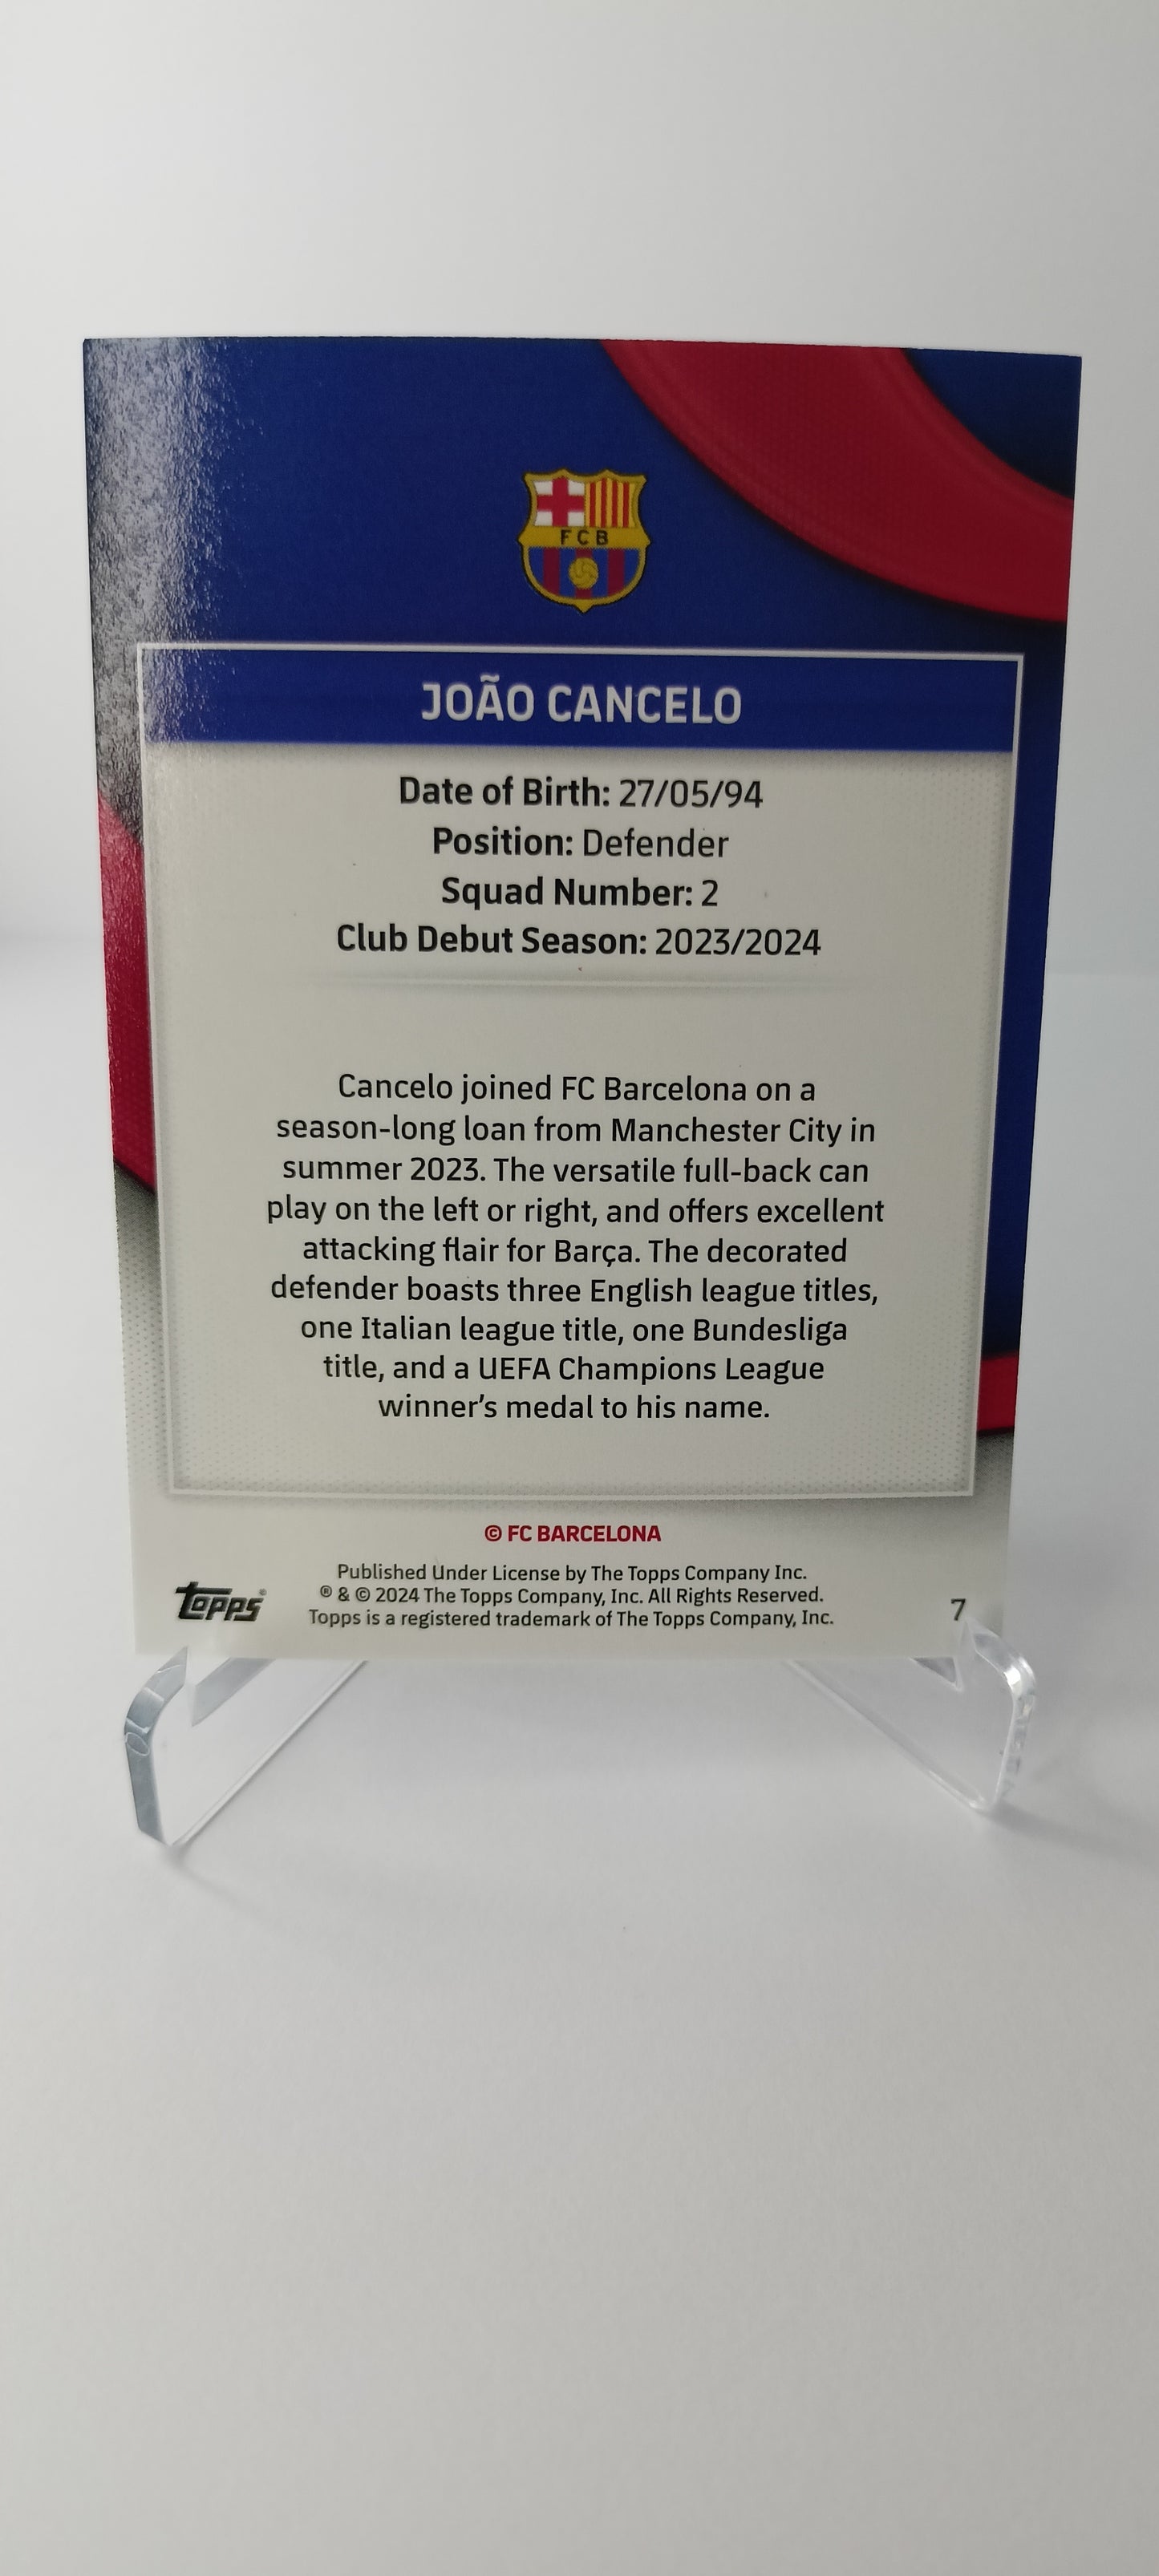 FCB
JOÃO CANCELO
Date of Birth: 27/05/94
Position: Defender
Squad Number: 2
Club Debut Season: 2023/2024
Cancelo joined FC Barcelona on a
season-long loan from Manchester City in
summer 2023. The versatile full-back can
play on the left or right, and offers excellent
attacking flair for Barça. The decorated
defender boasts three English league titles,
one Italian league title, one Bundesliga
title, and a UEFA Champions League
winner's medal to his name.
© FC BARCELONA
Published Under License by The Topps Company Inc.
® & © 2024 The Topps Company, Inc. All Rights Reserved.
Topps is a registered trademark of The Topps Company, Inc.
Topps®
7